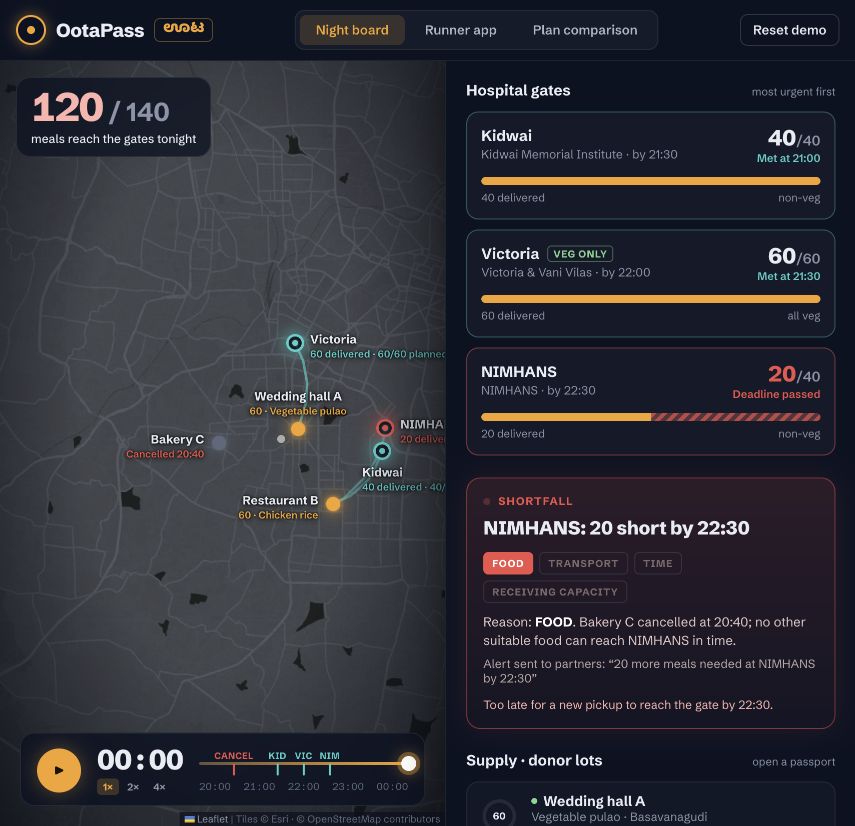 OotaPass
ಊಟ
Night board
Runner app
Plan comparison
Reset demo
120 / 140
meals reach the gates tonight
Victoria
60 delivered · 60/60 planned
Wedding hall A
60 · Vegetable pulao
NIMHA
20 deliver
Bakery C
Cancelled 20:40
Kidwai
40 delivered · 40/
Restaurant B
60 · Chicken rice
00:00
1× 2× 4×
CANCEL KID VIC NIM
20:00 21:00 22:00 23:00 00:00
Leaflet | Tiles © Esri · © OpenStreetMap contributors
Hospital gates
most urgent first
Kidwai
40/40
Kidwai Memorial Institute · by 21:30
Met at 21:00
40 delivered
non-veg
Victoria
VEG ONLY
60/60
Victoria & Vani Vilas · by 22:00
Met at 21:30
60 delivered
all veg
NIMHANS
20/40
NIMHANS · by 22:30
Deadline passed
20 delivered
non-veg
SHORTFALL
NIMHANS: 20 short by 22:30
FOOD TRANSPORT TIME
RECEIVING CAPACITY
Reason: FOOD. Bakery C cancelled at 20:40; no other
suitable food can reach NIMHANS in time.
Alert sent to partners: “20 more meals needed at NIMHANS
by 22:30”
Too late for a new pickup to reach the gate by 22:30.
Supply · donor lots
open a passport
60
Wedding hall A
Vegetable pulao · Basavanagudi